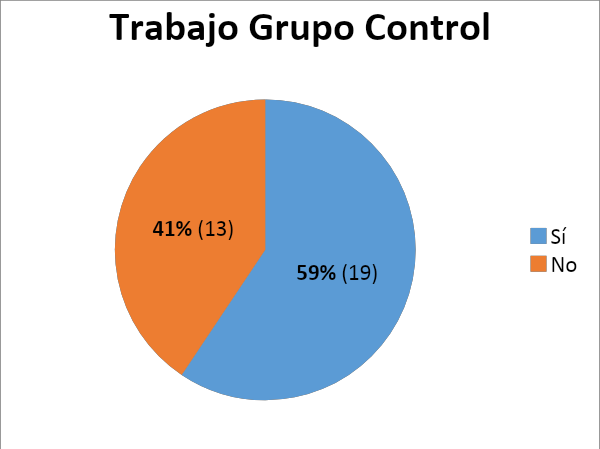 Trabajo Grupo Control
41% (13)
59% (19)
Sí
No